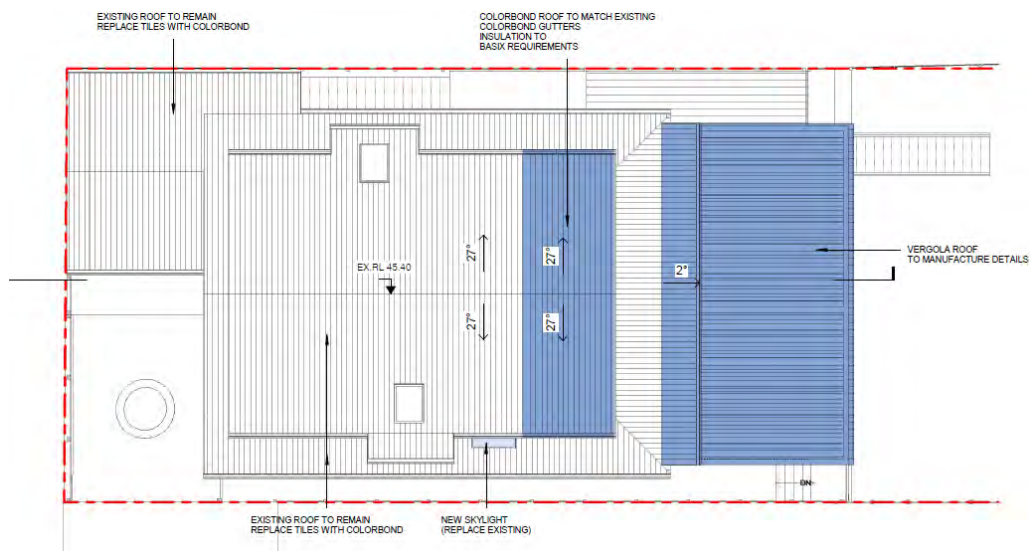 EXISTING ROOF TO REMAIN
REPLACE TILES WITH COLORBOND
COLORBOND ROOF TO MATCH EXISTING
COLORBOND GUTTERS
INSULATION TO
BASIX REQUIREMENTS
27°
27°
EX.RL 45.40
2°
VERGOLA ROOF
TO MANUFACTURE DETAILS
27°
27°
DN
EXISTING ROOF TO REMAIN
REPLACE TILES WITH COLORBOND
NEW SKYLIGHT
(REPLACE EXISTING)